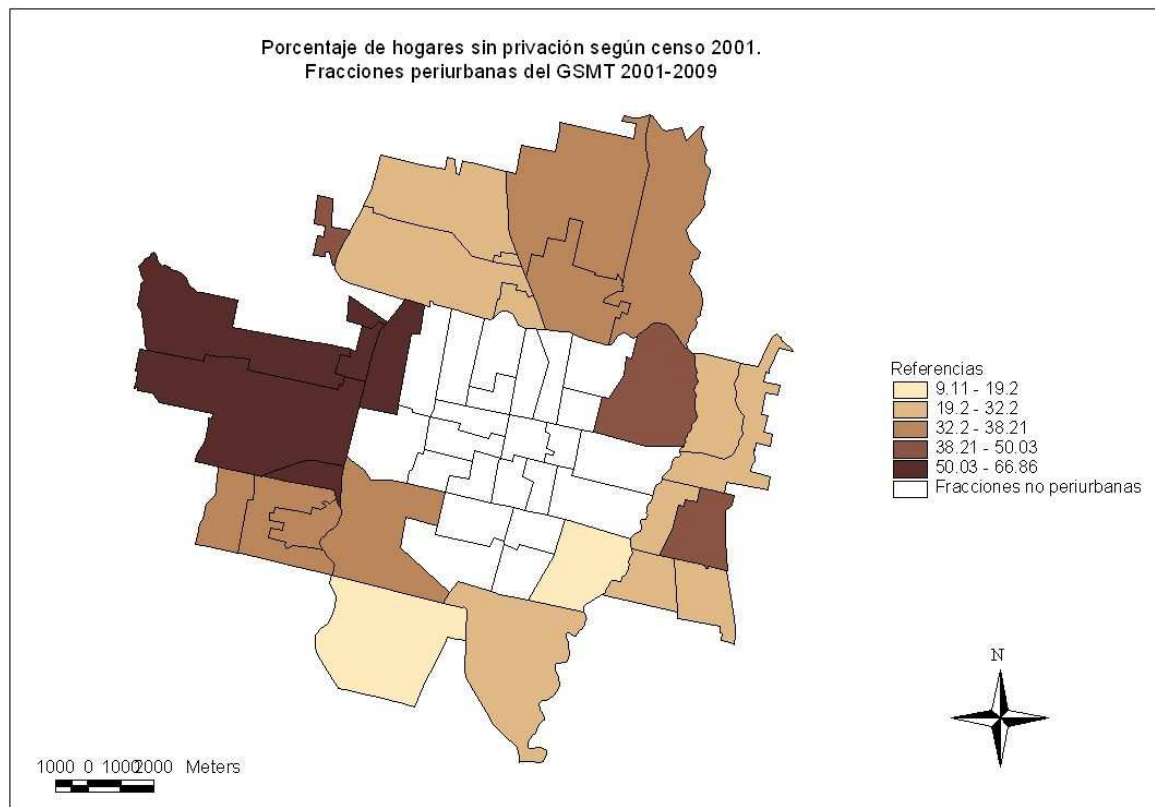 Porcentaje de hogares sin privación según censo 2001.
Fracciones periurbanas del GSMT 2001-2009
Referencias
9.11 - 19.2
19.2 - 32.2
32.2 - 38.21
38.21 - 50.03
50.03 - 66.86
Fracciones no periurbanas
N
1000 0 10002000 Meters